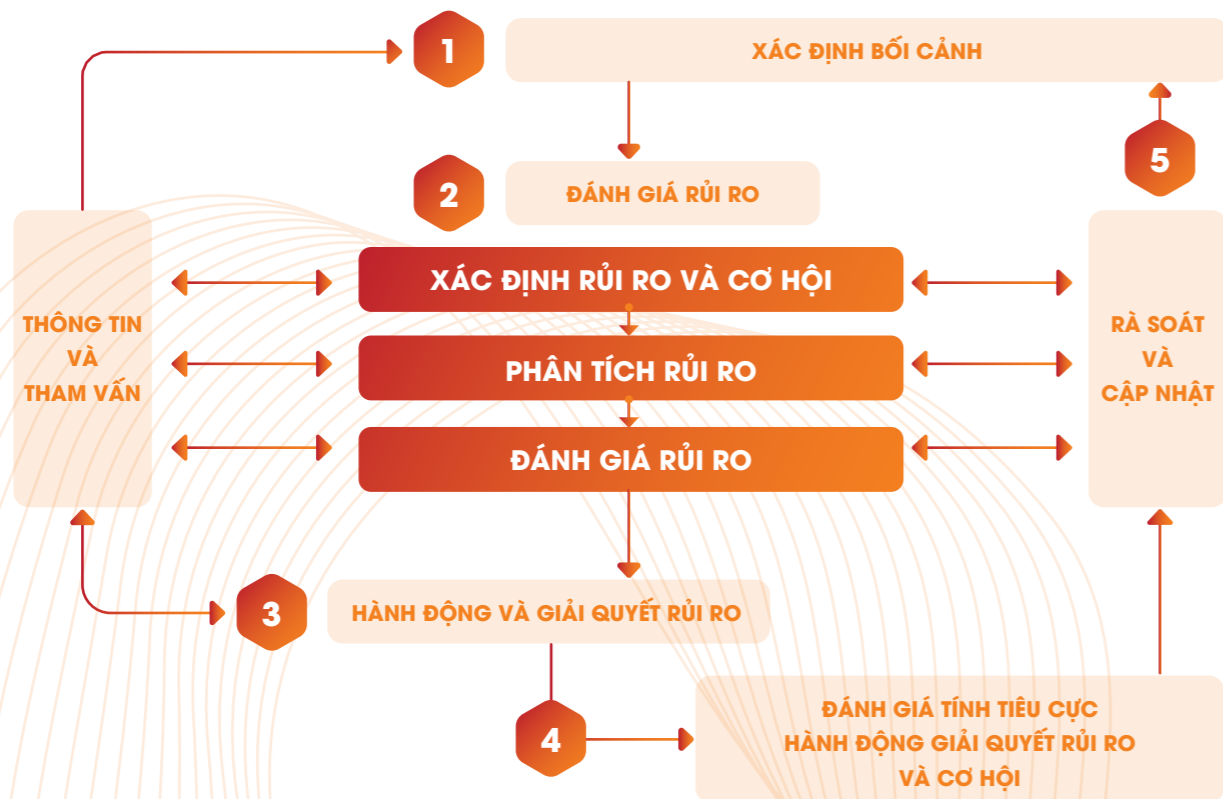 1
XÁC ĐỊNH BỐI CẢNH
2
ĐÁNH GIÁ RỦI RO
5
XÁC ĐỊNH RỦI RO VÀ CƠ HỘI
PHÂN TÍCH RỦI RO
ĐÁNH GIÁ RỦI RO
THÔNG TIN
VÀ
THAM VẤN
RÀ SOÁT
VÀ
CẬP NHẬT
3
HÀNH ĐỘNG VÀ GIẢI QUYẾT RỦI RO
4
ĐÁNH GIÁ TÍNH TIÊU CỰC
HÀNH ĐỘNG GIẢI QUYẾT RỦI RO
VÀ CƠ HỘI